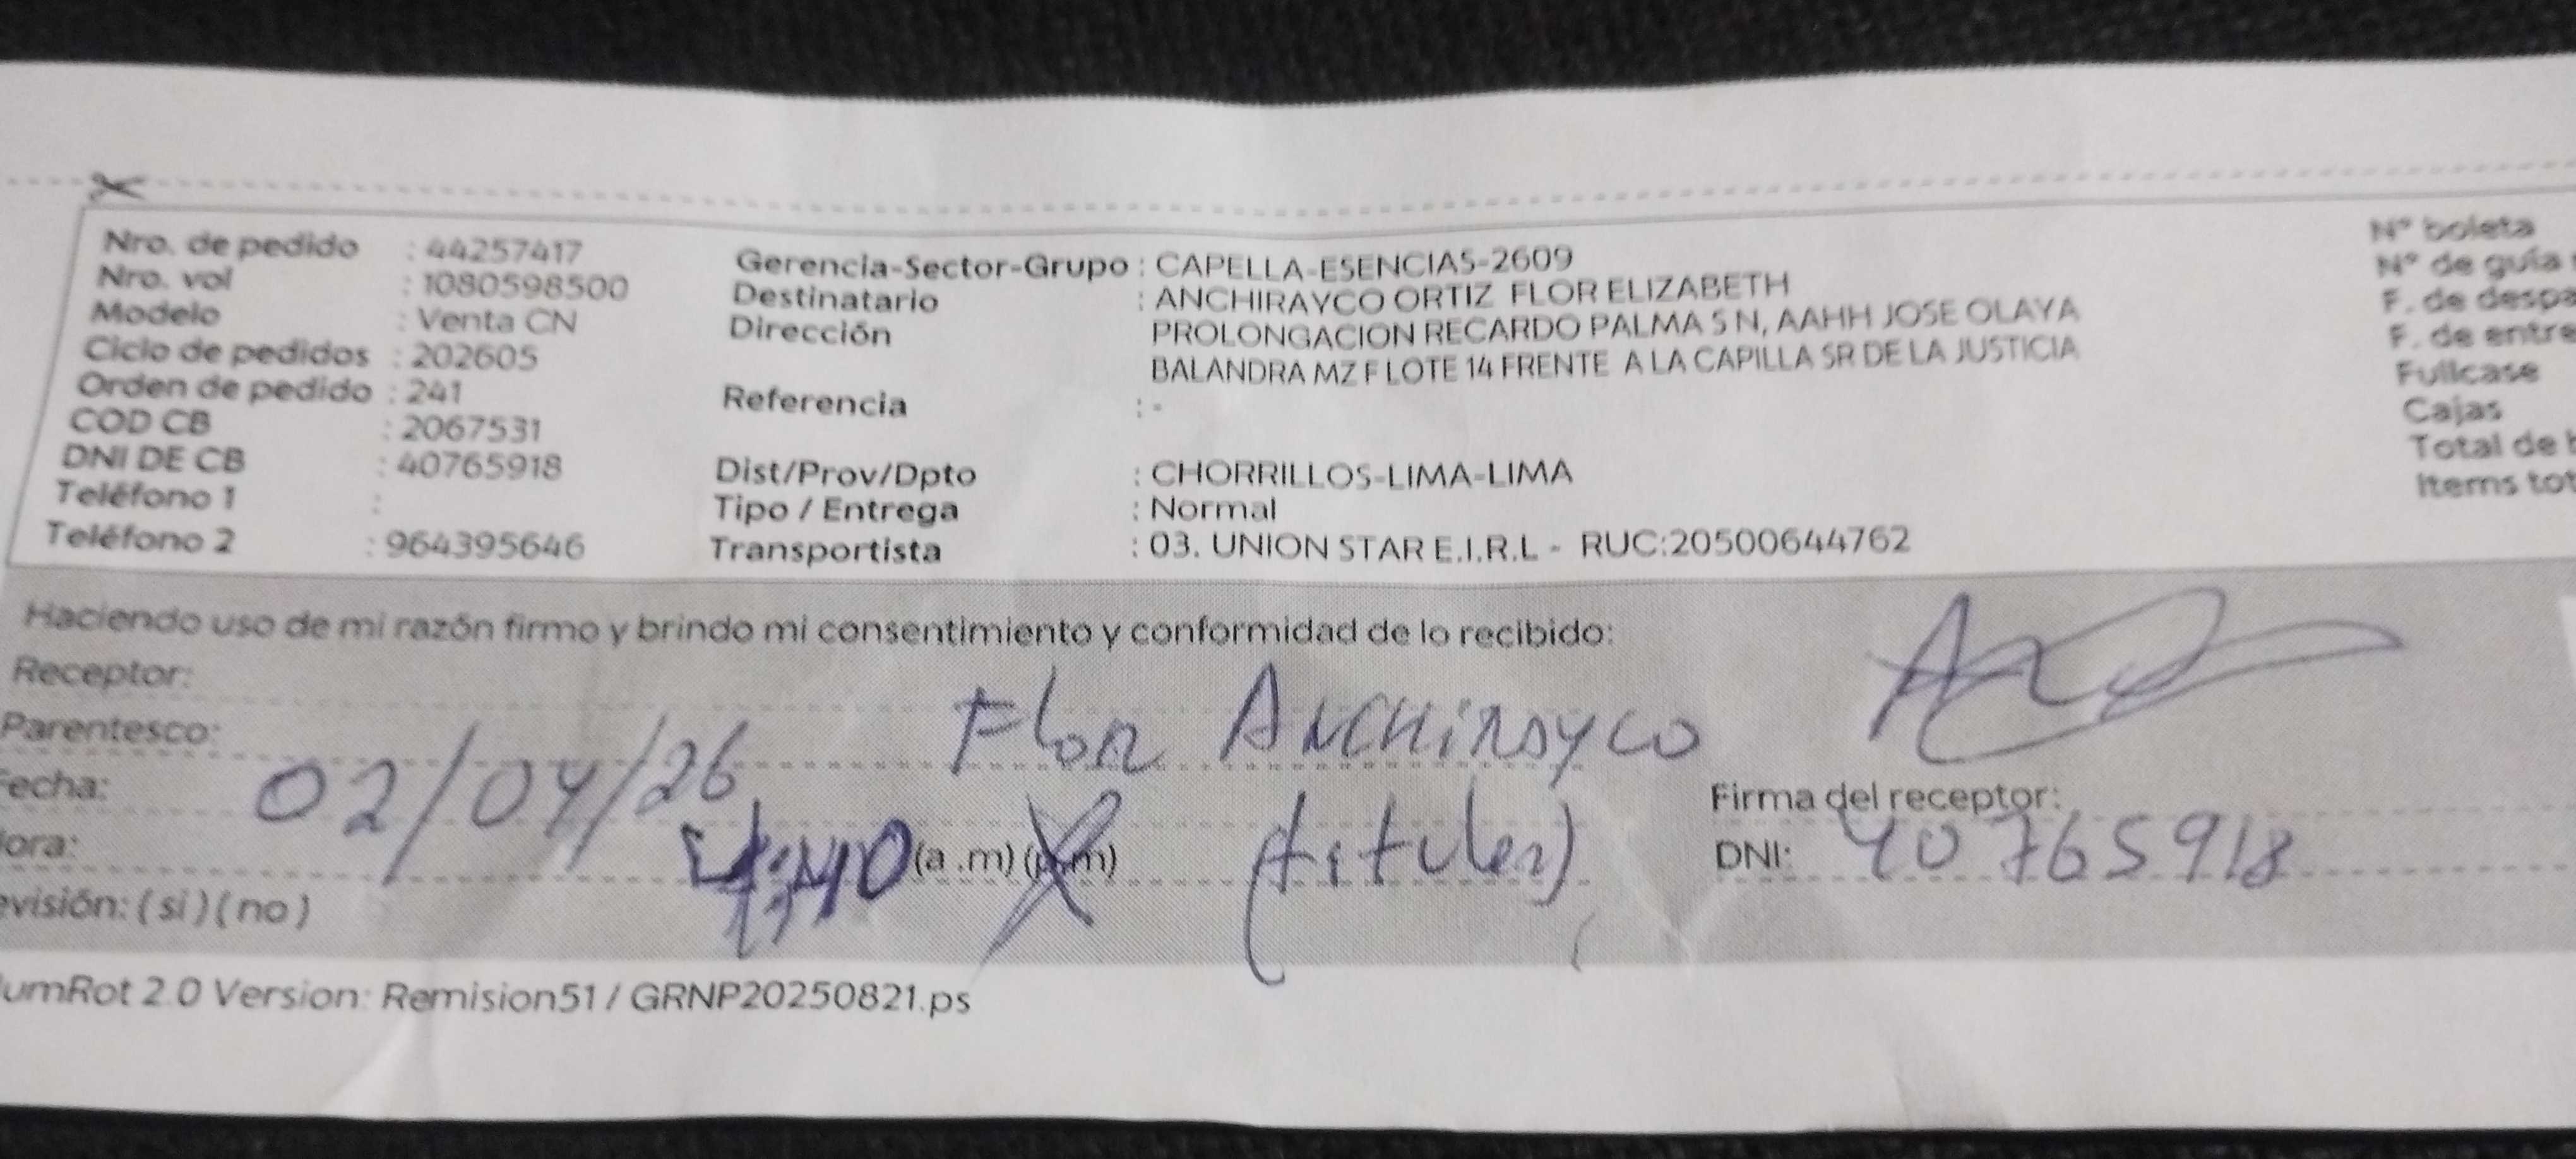 Nro. de pedido : 44257417
Nro. vol : 1080598500
Modelo : Venta CN
Ciclo de pedidos : 202605
Orden de pedido : 241
COD CB : 2067531
DNI DE CB : 40765918
Teléfono 1 :
Teléfono 2 : 964395646
Gerencia-Sector-Grupo : CAPELLA-ESENCIAS-2609
Destinatario : ANCHIRAYCO ORTIZ FLOR ELIZABETH
Dirección PROLONGACION RECARDO PALMA S N, AAHH JOSE OLAYA
BALANDRA MZ F LOTE 14 FRENTE A LA CAPILLA SR DE LA JUSTICIA
Referencia : -
Dist/Prov/Dpto : CHORRILLOS-LIMA-LIMA
Tipo / Entrega : Normal
Transportista : 03. UNION STAR E.I.R.L - RUC:20500644762
N° boleta
N° de guía
F. de despa
F. de entre
Fullcase
Cajas
Total de b
Items tot
Haciendo uso de mi razón firmo y brindo mi consentimiento y conformidad de lo recibido:
Receptor:
Parentesco: Flor Anchirayco
echa: 02/04/26
Firma del receptor:
ora: :40 (a .m) (p.m) (titular)
DNI: 40765918
evisión: ( si ) ( no )
umRot 2.0 Version: Remision51 / GRNP20250821.ps